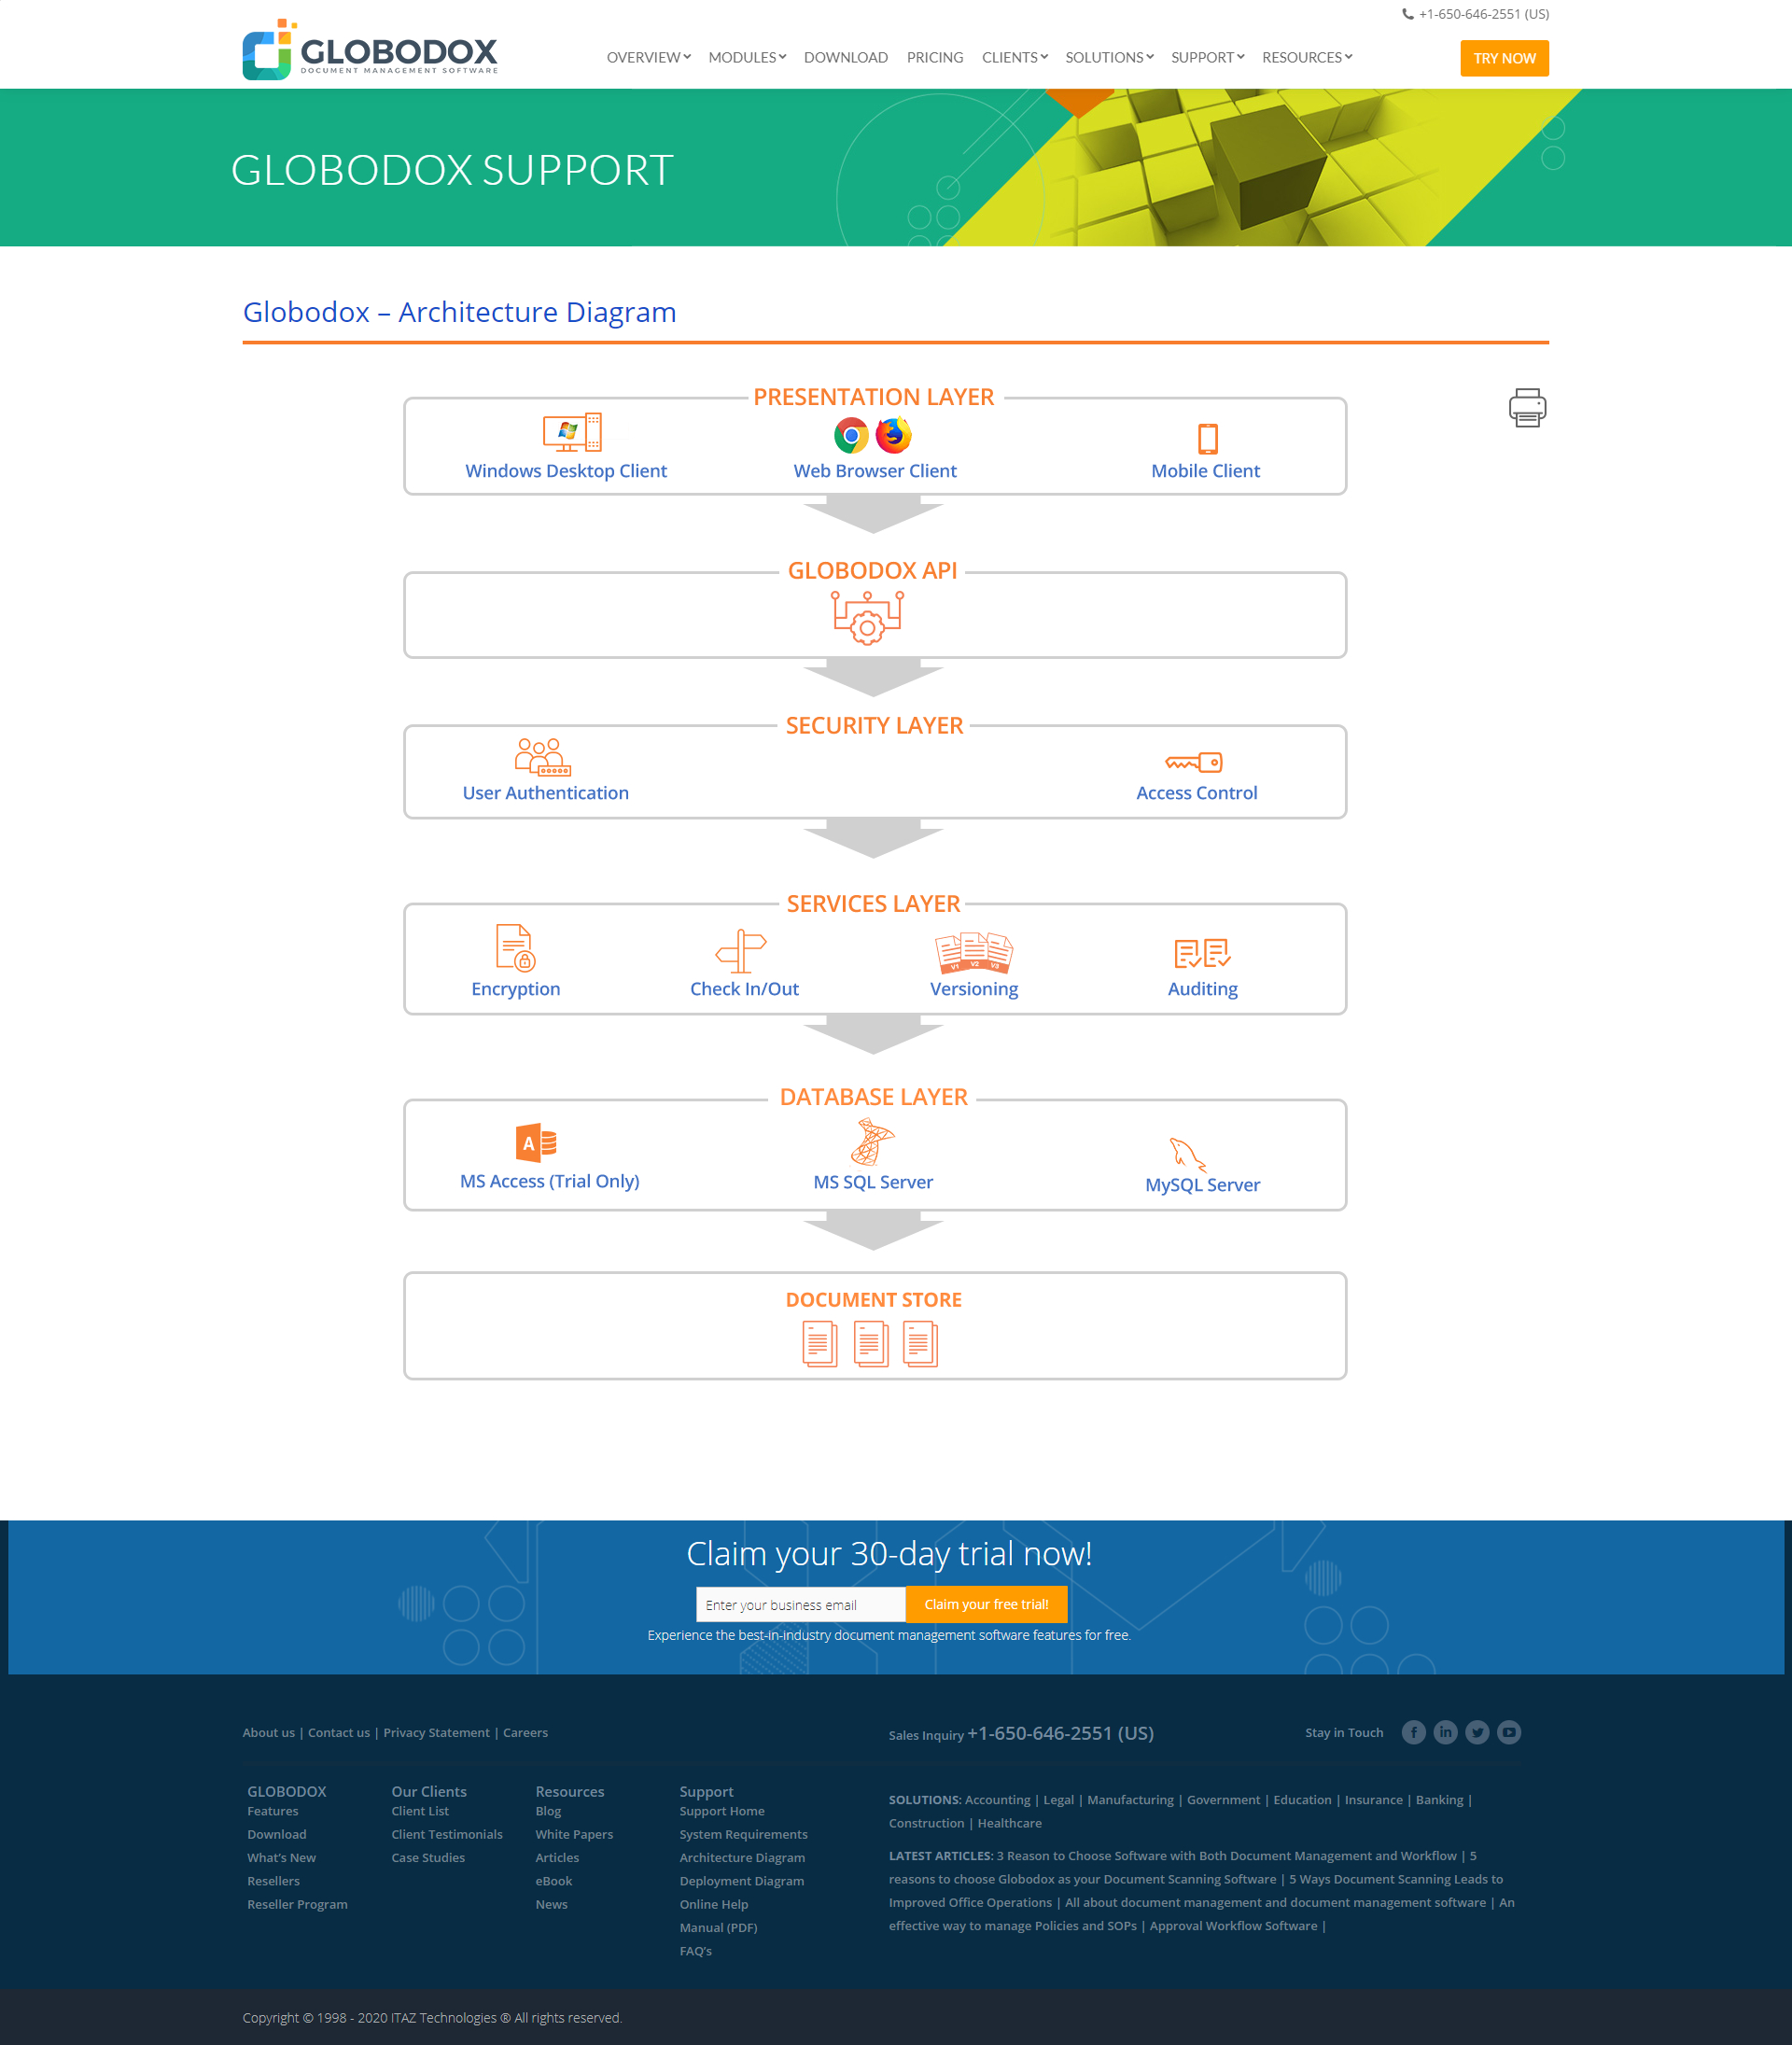 +1-650-646-2551 (US)
GLOBODOX
DOCUMENT MANAGEMENT SOFTWARE
OVERVIEW MODULES DOWNLOAD PRICING CLIENTS SOLUTIONS SUPPORT RESOURCES
TRY NOW
GLOBODOX SUPPORT
Globodox – Architecture Diagram
PRESENTATION LAYER
Windows Desktop Client
Web Browser Client
Mobile Client
GLOBODOX API
SECURITY LAYER
User Authentication
Access Control
SERVICES LAYER
V1 V2 V3
Encryption
Check In/Out
Versioning
Auditing
DATABASE LAYER
A
MS Access (Trial Only)
MS SQL Server
MySQL Server
DOCUMENT STORE
Claim your 30-day trial now!
Enter your business email
Claim your free trial!
Experience the best-in-industry document management software features for free.
About us | Contact us | Privacy Statement | Careers
Sales Inquiry +1-650-646-2551 (US)
Stay in Touch
GLOBODOX
Features
Download
What's New
Resellers
Reseller Program
Our Clients
Client List
Client Testimonials
Case Studies
Resources
Blog
White Papers
Articles
eBook
News
Support
Support Home
System Requirements
Architecture Diagram
Deployment Diagram
Online Help
Manual (PDF)
FAQ's
SOLUTIONS: Accounting | Legal | Manufacturing | Government | Education | Insurance | Banking |
Construction | Healthcare
LATEST ARTICLES: 3 Reason to Choose Software with Both Document Management and Workflow | 5
reasons to choose Globodox as your Document Scanning Software | 5 Ways Document Scanning Leads to
Improved Office Operations | All about document management and document management software | An
effective way to manage Policies and SOPs | Approval Workflow Software |
Copyright © 1998 - 2020 ITAZ Technologies ® All rights reserved.